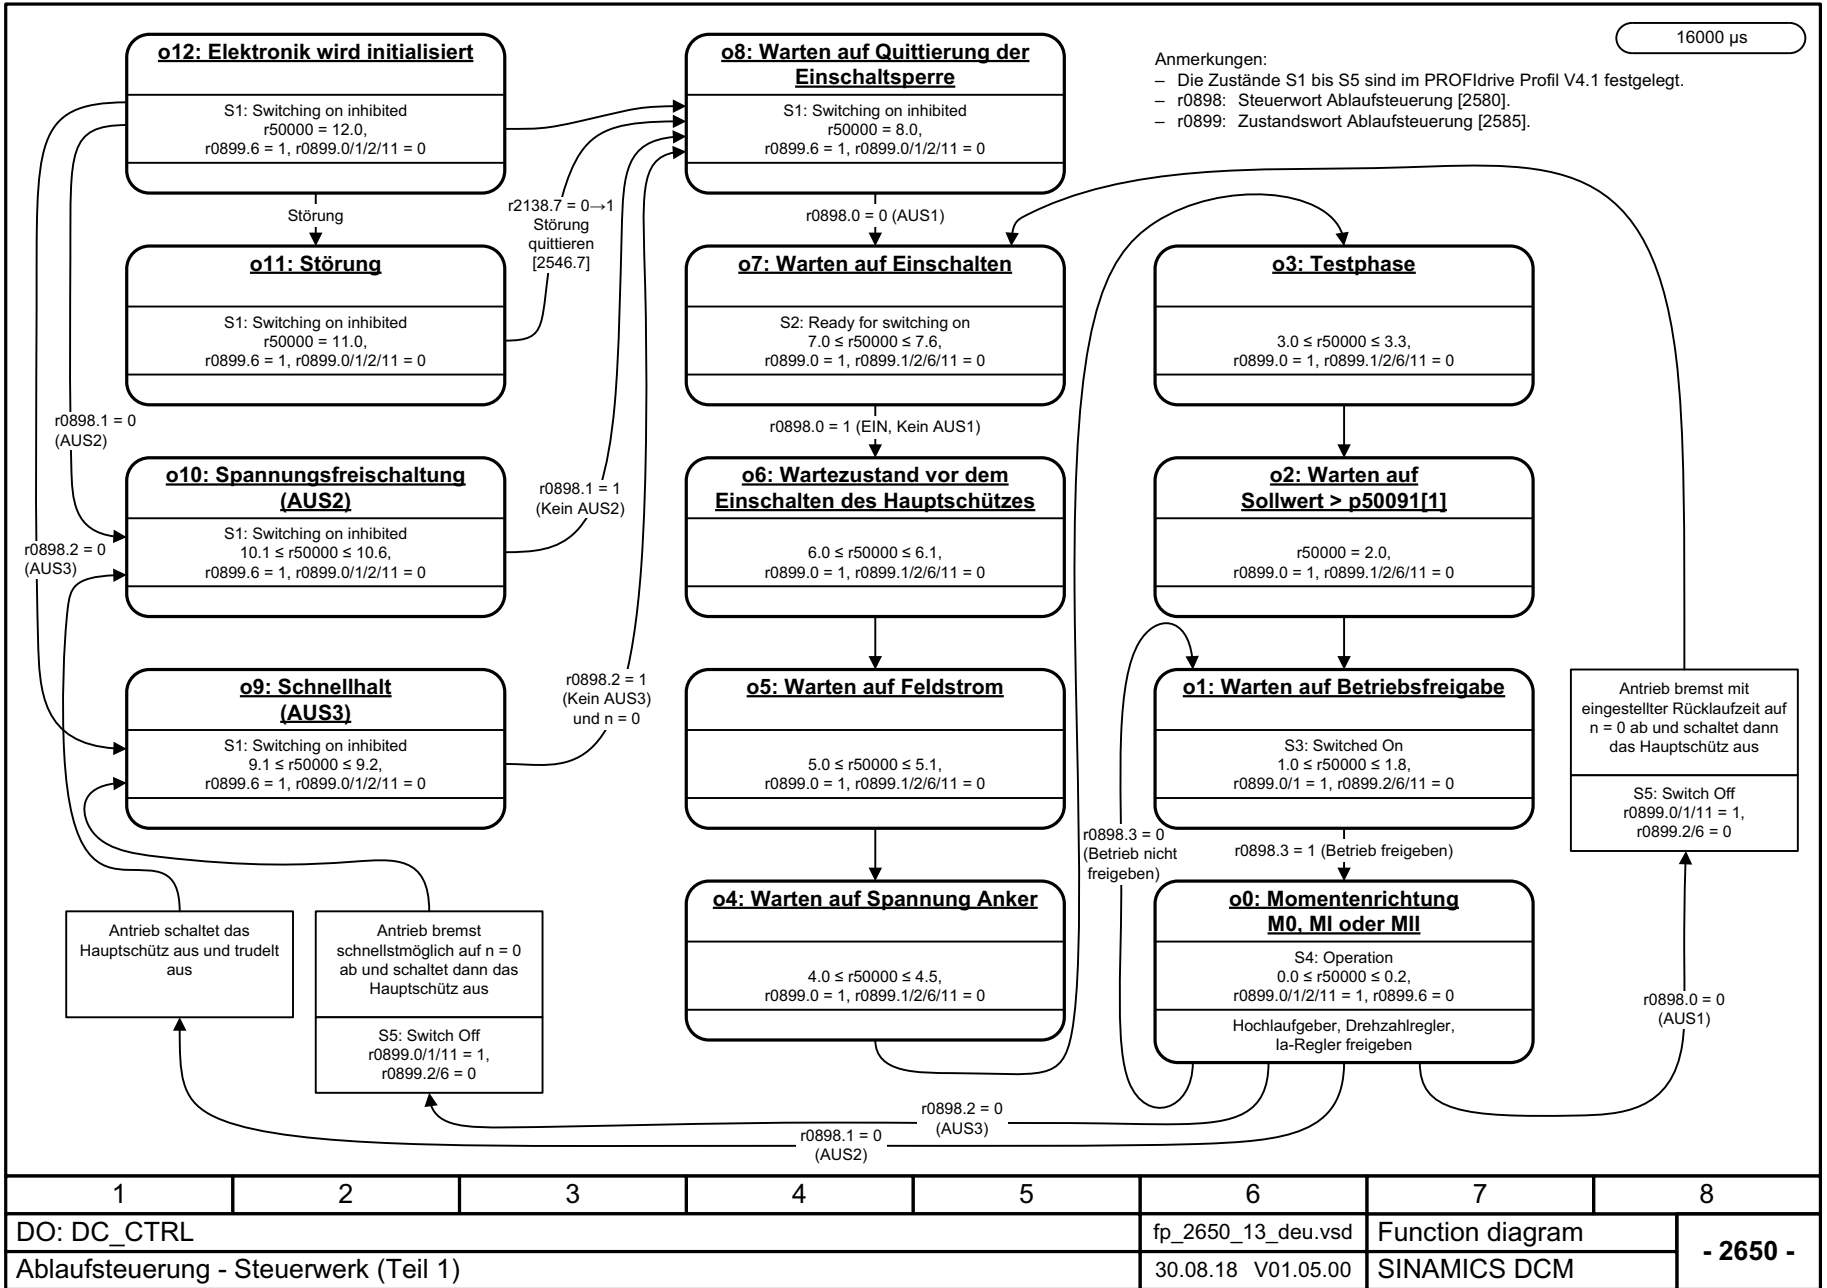 o12: Elektronik wird initialisiert
S1: Switching on inhibited
r50000 = 12.0,
r0899.6 = 1, r0899.0/1/2/11 = 0
Störung
o11: Störung
S1: Switching on inhibited
r50000 = 11.0,
r0899.6 = 1, r0899.0/1/2/11 = 0
r0898.1 = 0
(AUS2)
r0898.2 = 0
(AUS3)
o10: Spannungsfreischaltung
(AUS2)
S1: Switching on inhibited
10.1 ≤ r50000 ≤ 10.6,
r0899.6 = 1, r0899.0/1/2/11 = 0
o9: Schnellhalt
(AUS3)
S1: Switching on inhibited
9.1 ≤ r50000 ≤ 9.2,
r0899.6 = 1, r0899.0/1/2/11 = 0
Antrieb schaltet das
Hauptschütz aus und trudelt
aus
Antrieb bremst
schnellstmöglich auf n = 0
ab und schaltet dann das
Hauptschütz aus
S5: Switch Off
r0899.0/1/11 = 1,
r0899.2/6 = 0
r2138.7 = 0→1
Störung
quittieren
[2546.7]
r0898.1 = 1
(Kein AUS2)
r0898.2 = 1
(Kein AUS3)
und n = 0
o8: Warten auf Quittierung der
Einschaltsperre
S1: Switching on inhibited
r50000 = 8.0,
r0899.6 = 1, r0899.0/1/2/11 = 0
r0898.0 = 0 (AUS1)
o7: Warten auf Einschalten
S2: Ready for switching on
7.0 ≤ r50000 ≤ 7.6,
r0899.0 = 1, r0899.1/2/6/11 = 0
r0898.0 = 1 (EIN, Kein AUS1)
o6: Wartezustand vor dem
Einschalten des Hauptschützes
6.0 ≤ r50000 ≤ 6.1,
r0899.0 = 1, r0899.1/2/6/11 = 0
o5: Warten auf Feldstrom
5.0 ≤ r50000 ≤ 5.1,
r0899.0 = 1, r0899.1/2/6/11 = 0
o4: Warten auf Spannung Anker
4.0 ≤ r50000 ≤ 4.5,
r0899.0 = 1, r0899.1/2/6/11 = 0
16000 µs
Anmerkungen:
– Die Zustände S1 bis S5 sind im PROFIdrive Profil V4.1 festgelegt.
– r0898: Steuerwort Ablaufsteuerung [2580].
– r0899: Zustandswort Ablaufsteuerung [2585].
o3: Testphase
3.0 ≤ r50000 ≤ 3.3,
r0899.0 = 1, r0899.1/2/6/11 = 0
o2: Warten auf
Sollwert > p50091[1]
r50000 = 2.0,
r0899.0 = 1, r0899.1/2/6/11 = 0
o1: Warten auf Betriebsfreigabe
S3: Switched On
1.0 ≤ r50000 ≤ 1.8,
r0899.0/1 = 1, r0899.2/6/11 = 0
r0898.3 = 0
(Betrieb nicht
freigeben)
r0898.3 = 1 (Betrieb freigeben)
o0: Momentenrichtung
M0, MI oder MII
S4: Operation
0.0 ≤ r50000 ≤ 0.2,
r0899.0/1/2/11 = 1, r0899.6 = 0
Hochlaufgeber, Drehzahlregler,
Ia-Regler freigeben
Antrieb bremst mit
eingestellter Rücklaufzeit auf
n = 0 ab und schaltet dann
das Hauptschütz aus
S5: Switch Off
r0899.0/1/11 = 1,
r0899.2/6 = 0
r0898.0 = 0
(AUS1)
r0898.2 = 0
(AUS3)
r0898.1 = 0
(AUS2)
1 2 3 4 5 6 7 8
DO: DC_CTRL
fp_2650_13_deu.vsd
Function diagram
- 2650 -
Ablaufsteuerung - Steuerwerk (Teil 1)
30.08.18 V01.05.00
SINAMICS DCM